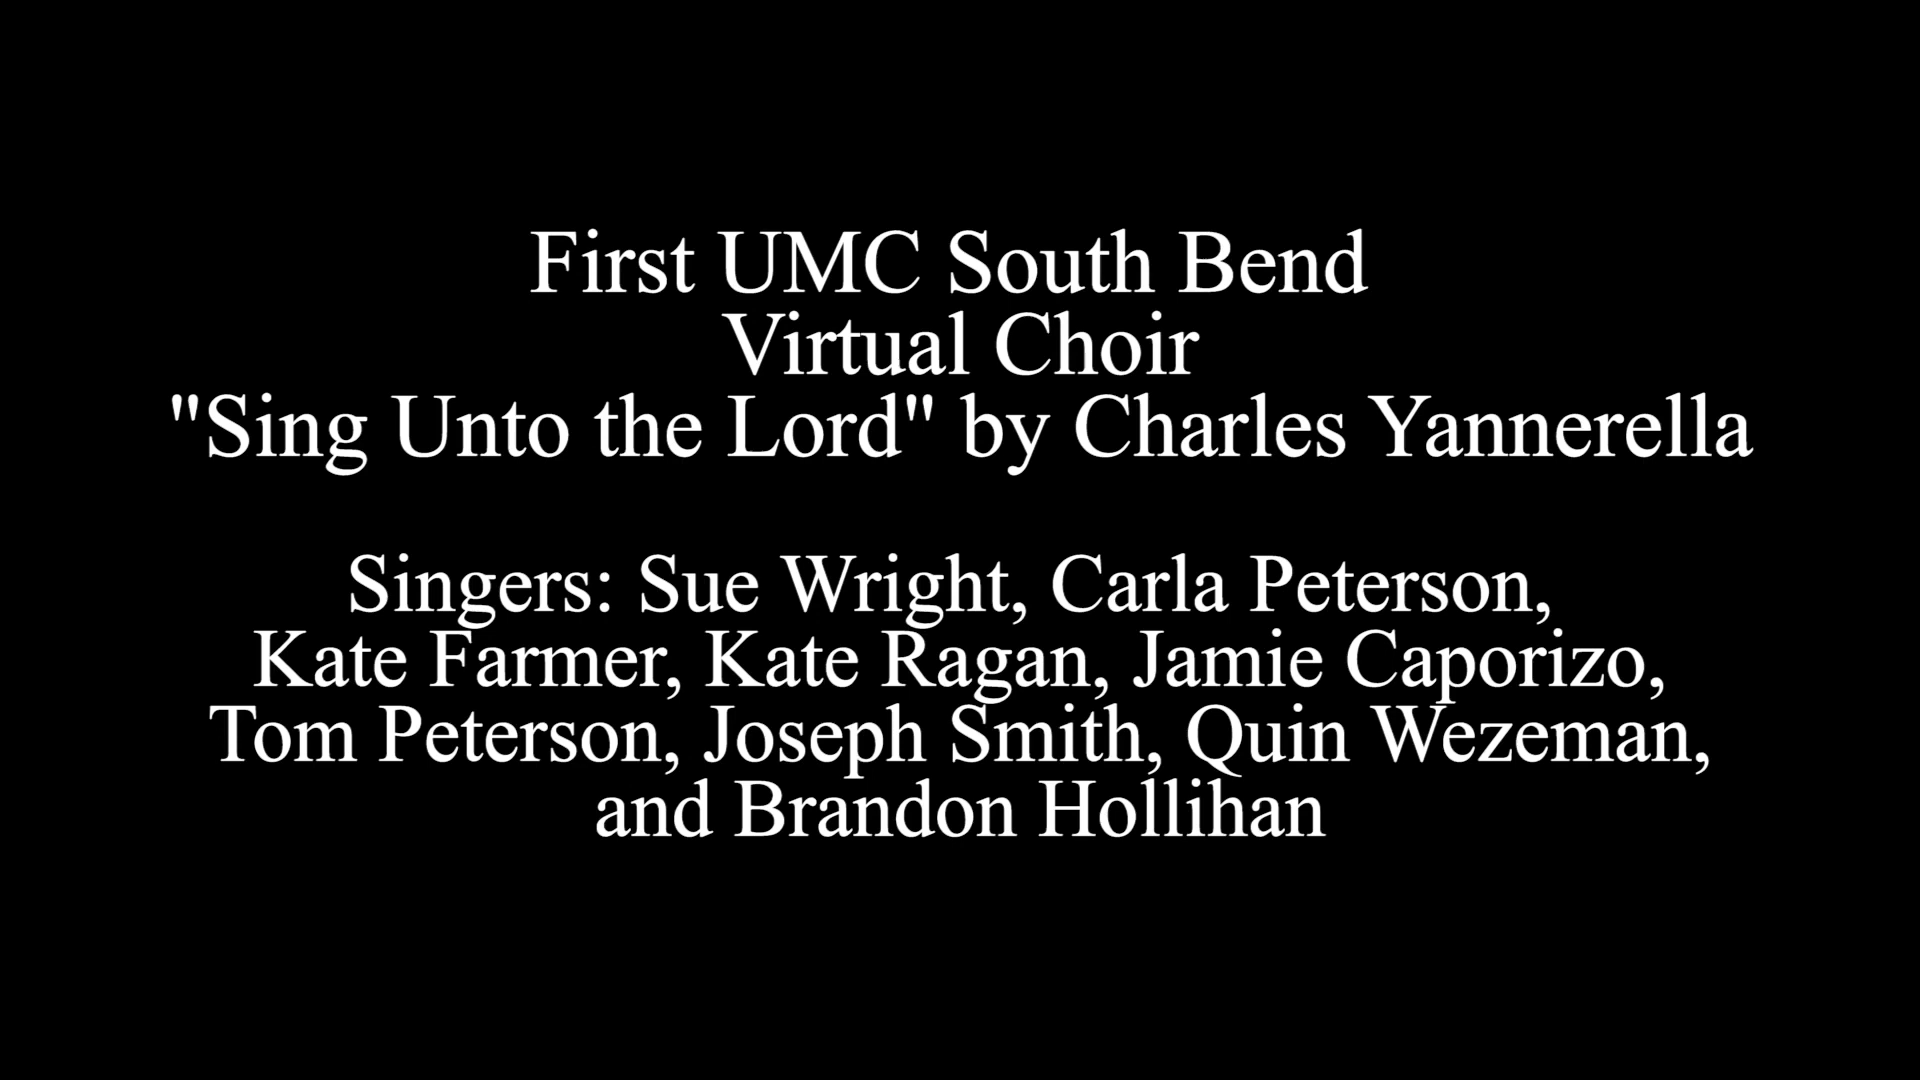 First UMC South Bend
Virtual Choir
"Sing Unto the Lord" by Charles Yannerella
Singers: Sue Wright, Carla Peterson,
Kate Farmer, Kate Ragan, Jamie Caporizo,
Tom Peterson, Joseph Smith, Quin Wezeman,
and Brandon Hollihan